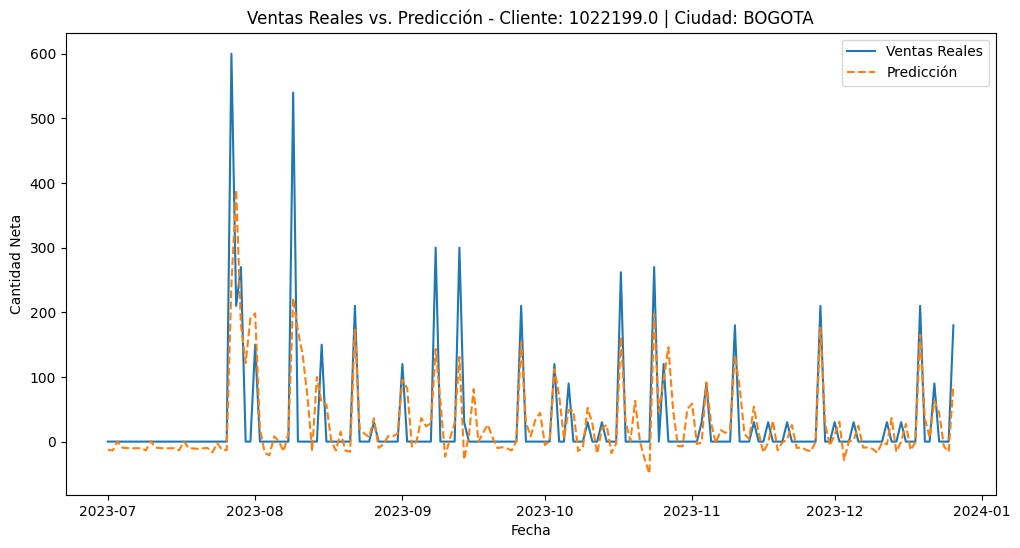 Ventas Reales vs. Predicción - Cliente: 1022199.0 | Ciudad: BOGOTA
Ventas Reales
Predicción
Cantidad Neta
600
500
400
300
200
100
0
2023-07
2023-08
2023-09
2023-10
2023-11
2023-12
2024-01
Fecha